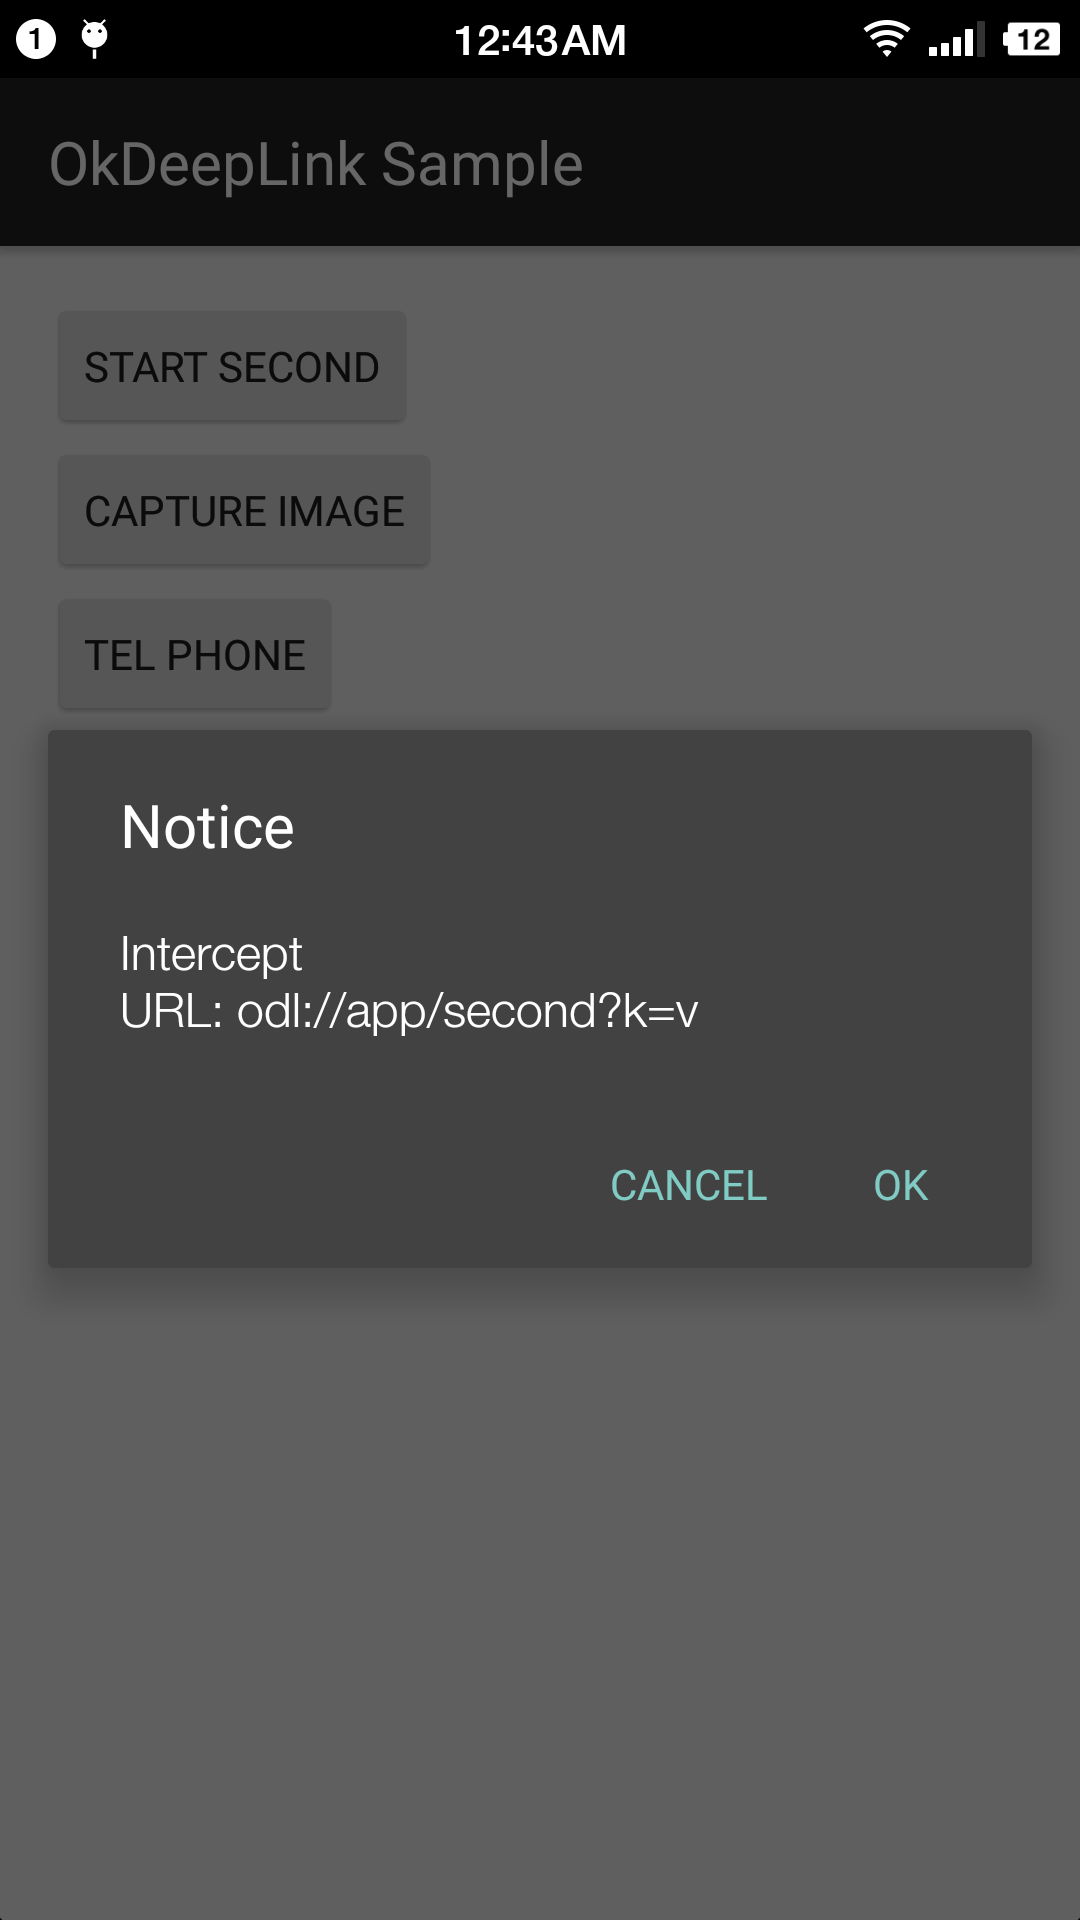 1
12:43AM
12
OkDeepLink Sample
START SECOND
CAPTURE IMAGE
TEL PHONE
Notice
Intercept
URL: odl://app/second?k=v
CANCEL OK